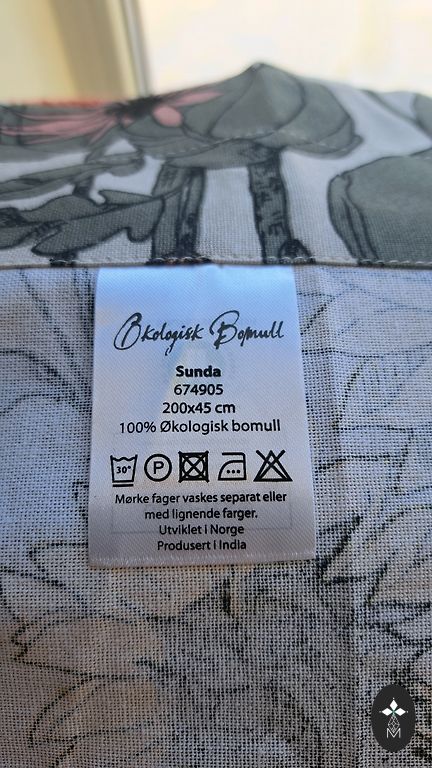 Økologisk Bomull
Sunda
674905
200x45 cm
100% Økologisk bomull
30°
P
Mørke fager vaskes separat eller
med lignende farger.
Utviklet i Norge
Produsert i India
M